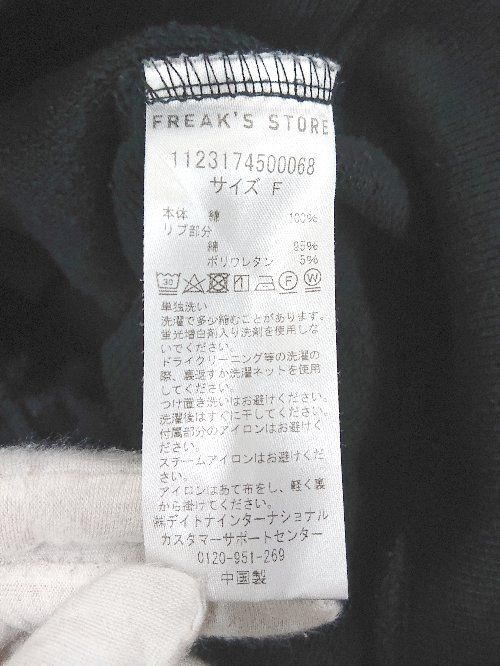 FREAK'S STORE
1123174500068
サイズ F
本体 綿 100%
リブ部分
綿 95%
ポリウレタン 5%
30 F W
単独洗い
洗濯で多少縮むことがあります。
蛍光増白剤入り洗剤を使用しな
いでください。
ドライクリーニング等の洗濯の
際、裏返すか洗濯ネットを使用
してください。
つけ置き洗いはお避けください。
洗濯後はすぐに干してください。
付属部分のアイロンはお避けくだ
さい。
スチームアイロンはお避けくだ
さい。
アイロンはあて布をし、軽く裏
から掛けてください。
㈱デイトナインターナショナル
カスタマーサポートセンター
0120-951-269
中国製